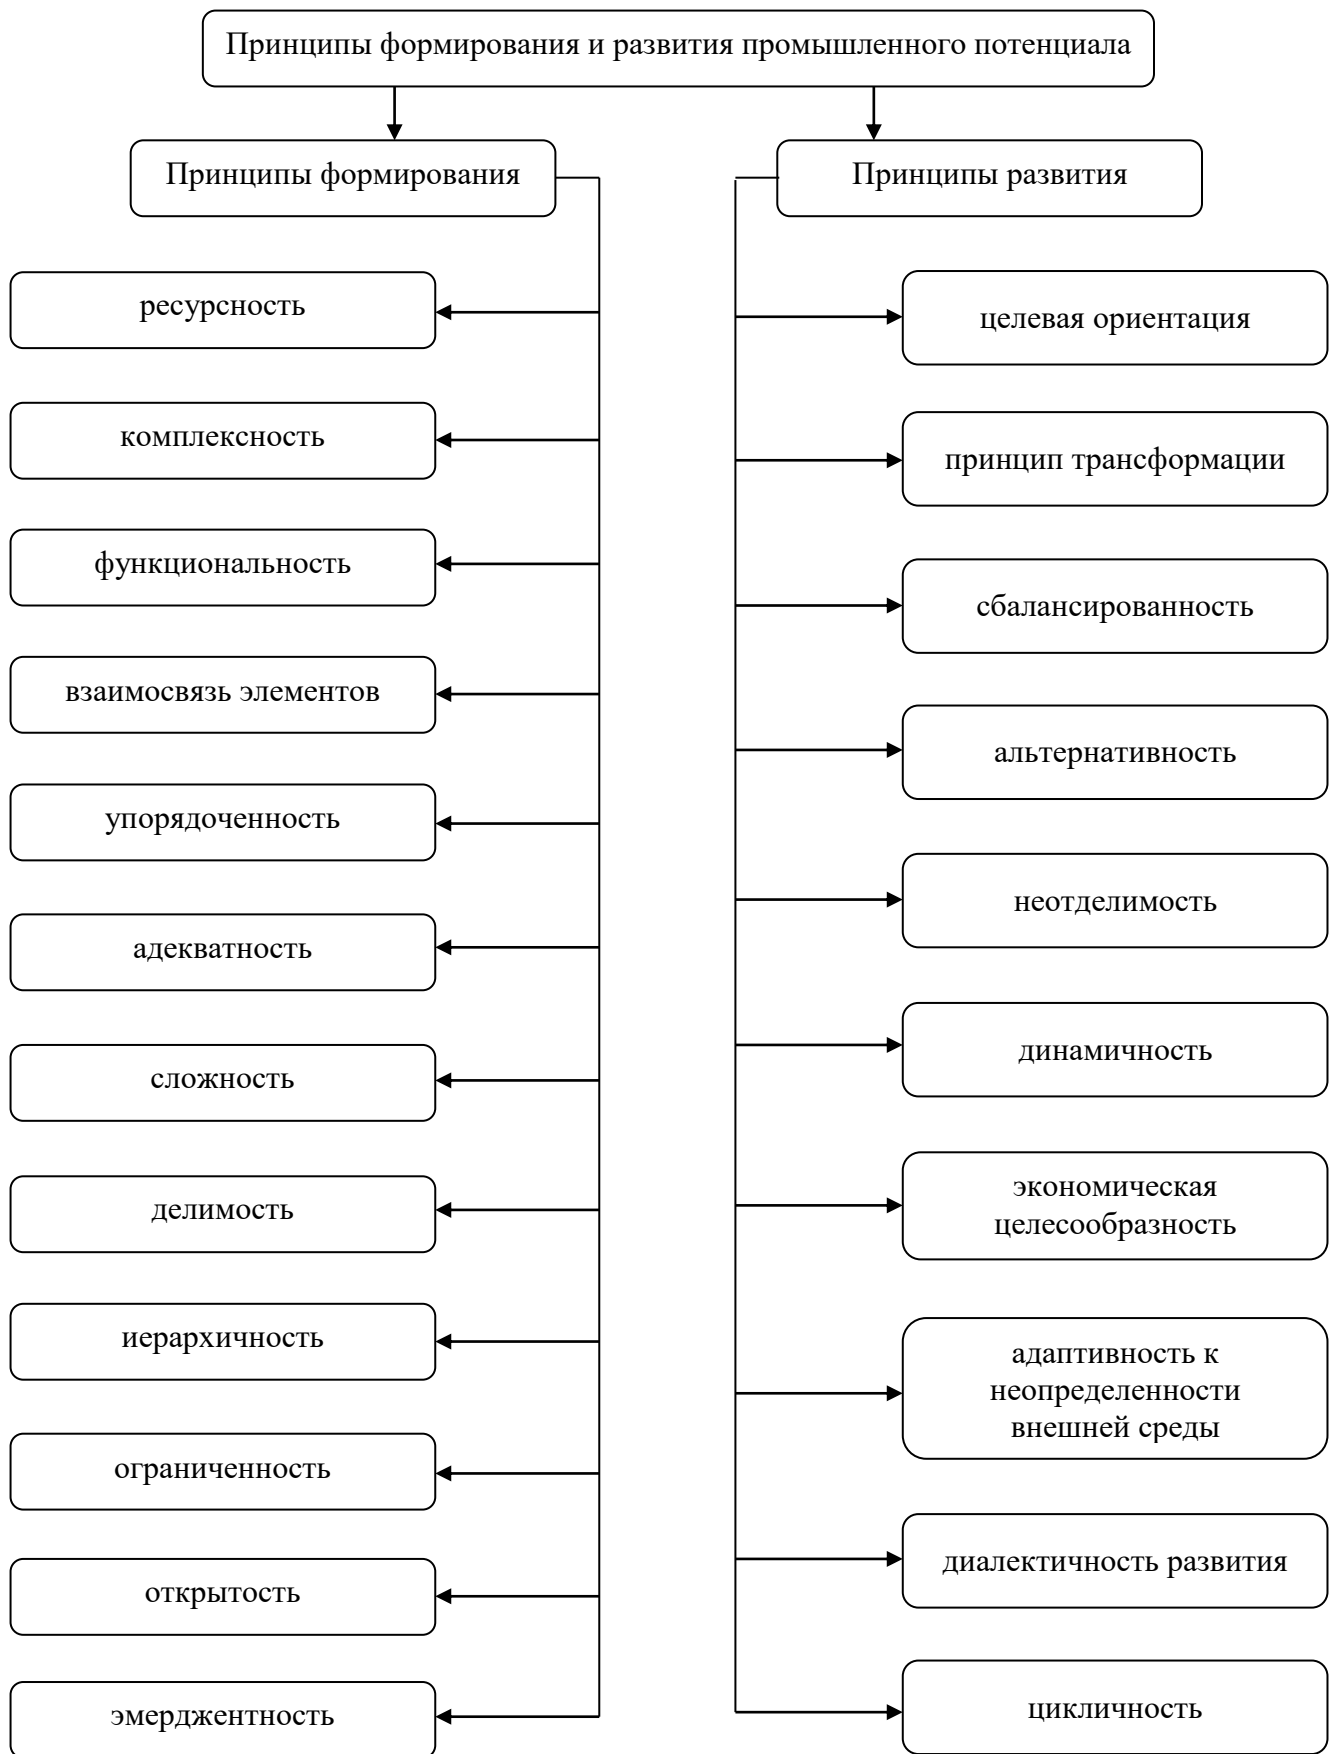 Принципы формирования и развития промышленного потенциала
Принципы формирования
ресурсность
комплексность
функциональность
взаимосвязь элементов
упорядоченность
адекватность
сложность
делимость
иерархичность
ограниченность
открытость
эмерджентность
Принципы развития
целевая ориентация
принцип трансформации
сбалансированность
альтернативность
неотделимость
динамичность
экономическая
целесообразность
адаптивность к
неопределенности
внешней среды
диалектичность развития
цикличность